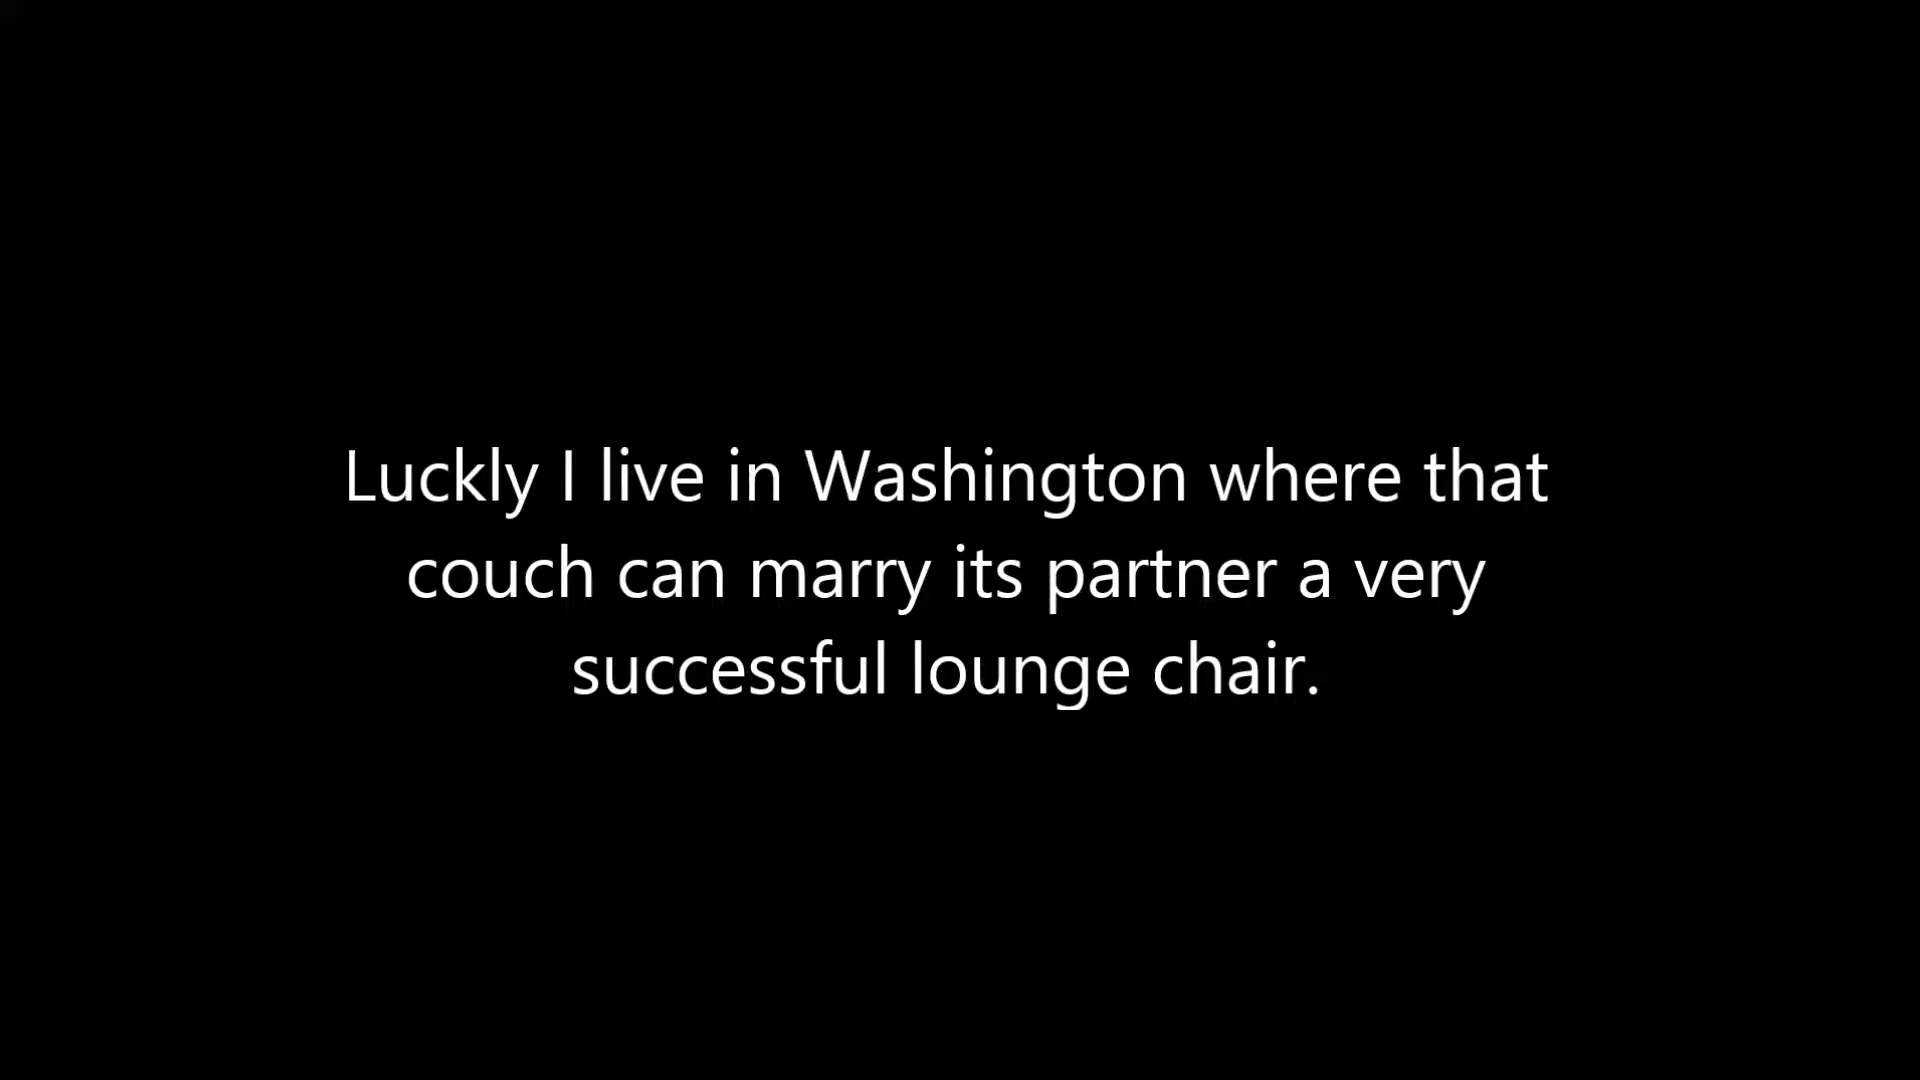 Luckly I live in Washington where that
couch can marry its partner a very
successful lounge chair.